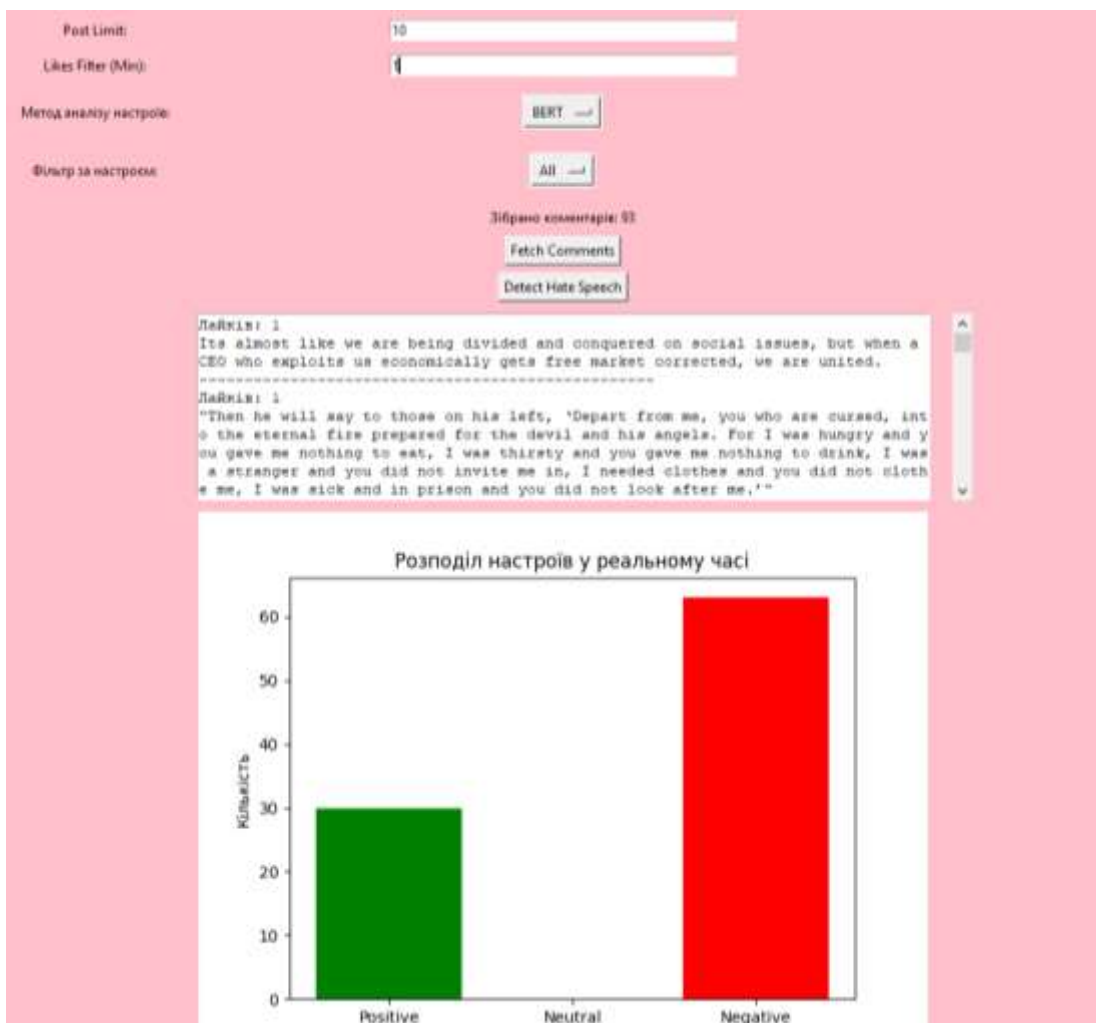 Post Limit: 10
Likes Filter (Min): 1
Метод аналізу настроїв: BERT
Фільтр за настроєм: All
Зібрано коментарів: 93
Fetch Comments
Detect Hate Speech
Лайків: 1
Its almost like we are being divided and conquered on social issues, but when a
CEO who exploits us economically gets free market corrected, we are united.
--------------------------------------------------
Лайків: 1
"Then he will say to those on his left, ‘Depart from me, you who are cursed, int
o the eternal fire prepared for the devil and his angels. For I was hungry and y
ou gave me nothing to eat, I was thirsty and you gave me nothing to drink, I was
a stranger and you did not invite me in, I needed clothes and you did not cloth
e me, I was sick and in prison and you did not look after me.’"
Розподіл настроїв у реальному часі
Кількість
60
50
40
30
20
10
0
Positive Neutral Negative